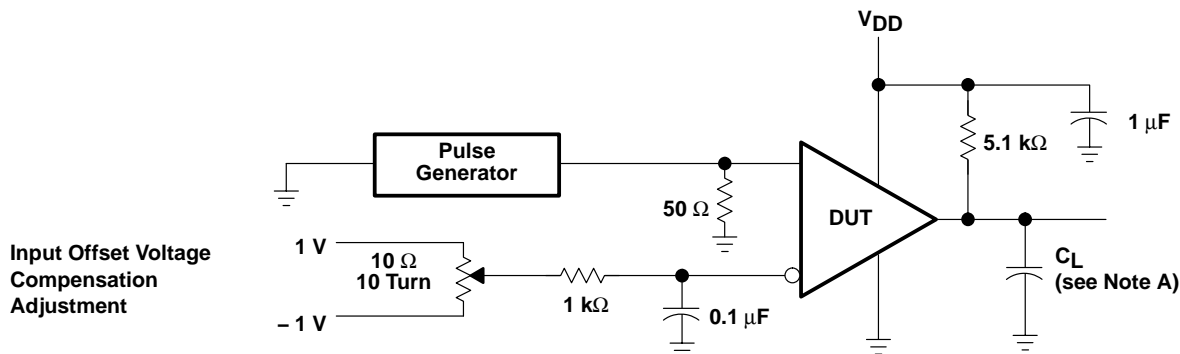 VDD
1 μF
5.1 kΩ
Pulse
Generator
50 Ω
DUT
Input Offset Voltage
Compensation
Adjustment
1 V
10 Ω
10 Turn
– 1 V
1 kΩ
0.1 μF
CL
(see Note A)